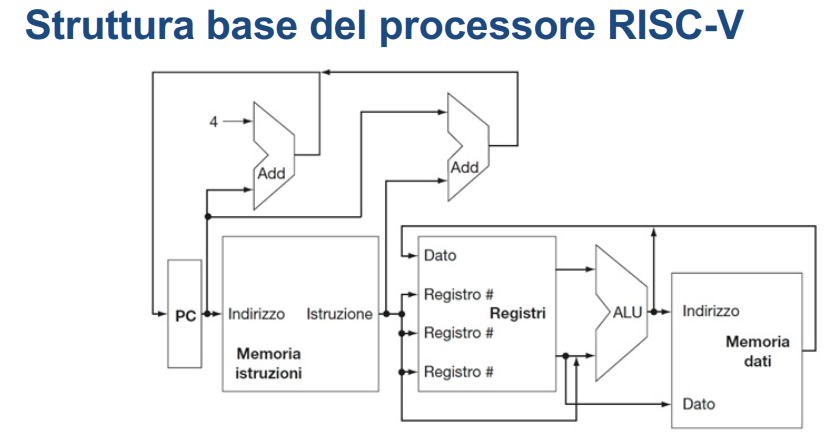 Struttura base del processore RISC-V
4
Add
Add
Dato
Registro #
PC
Indirizzo
Istruzione
Registri
ALU
Indirizzo
Registro #
Memoria
dati
Memoria
istruzioni
Registro #
Dato